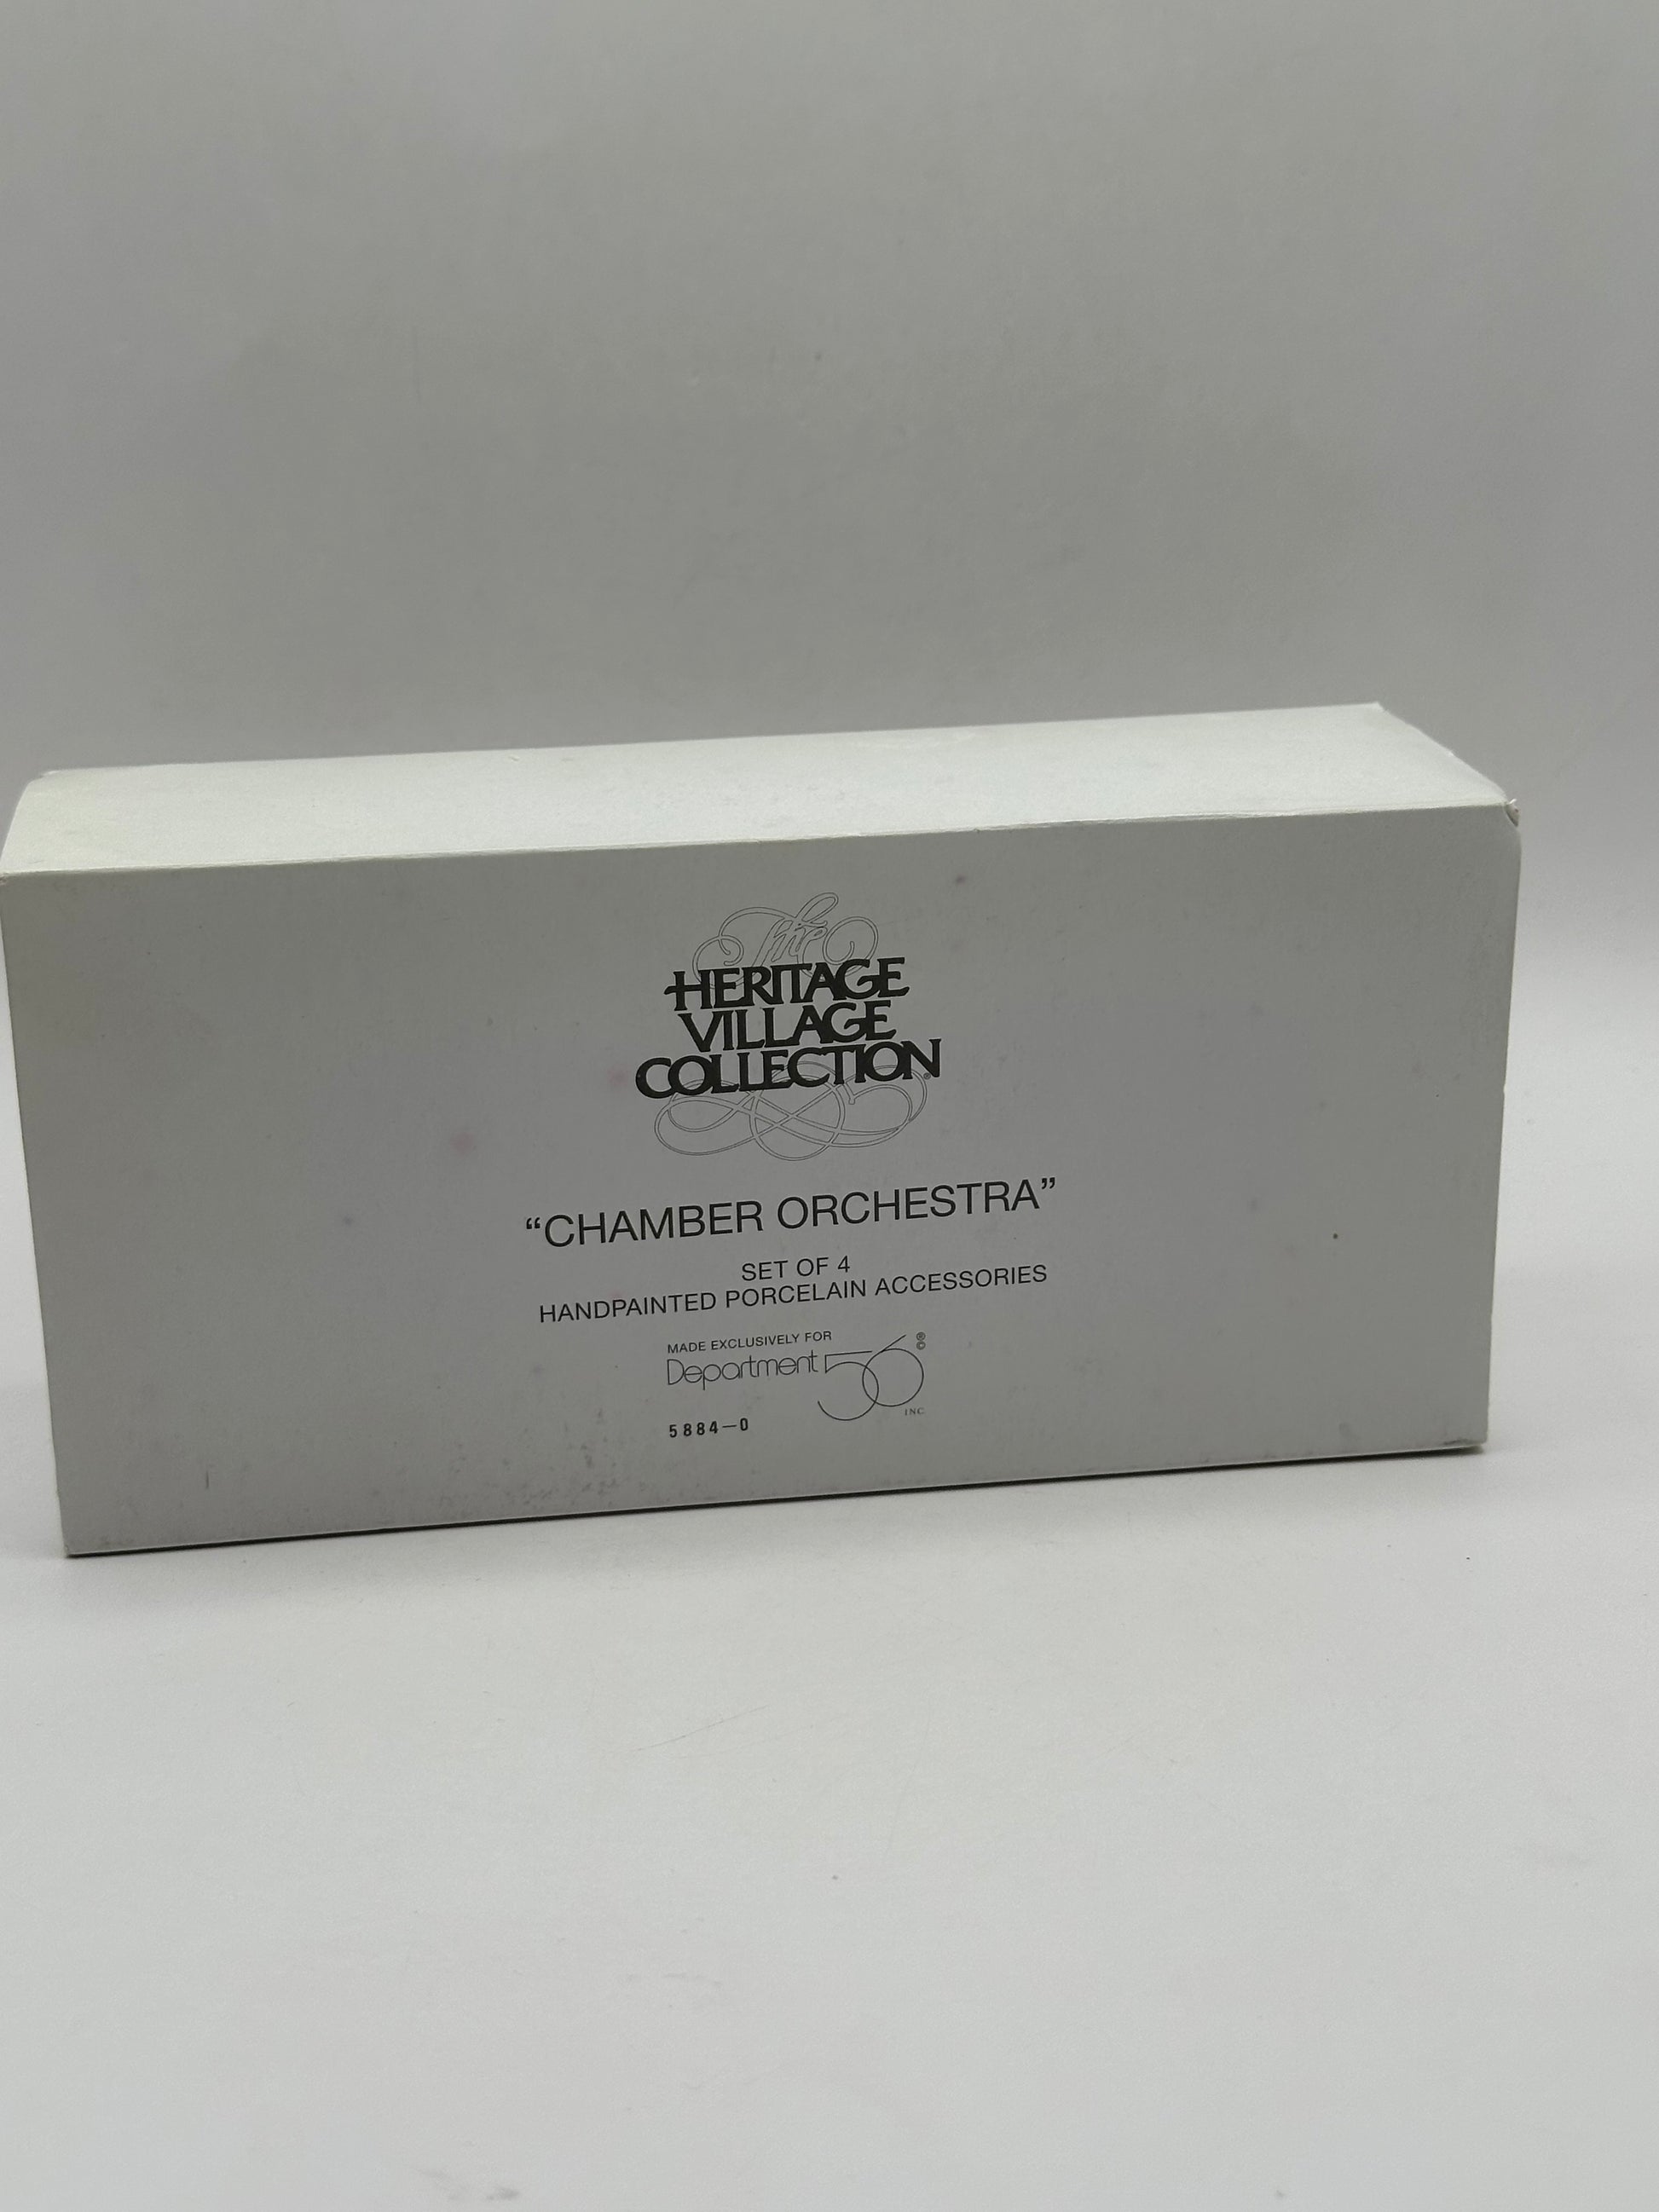 The
HERITAGE
VILLAGE
COLLECTION®
“CHAMBER ORCHESTRA”
SET OF 4
HANDPAINTED PORCELAIN ACCESSORIES
MADE EXCLUSIVELY FOR
Department 56 ® ©
INC
5884–0